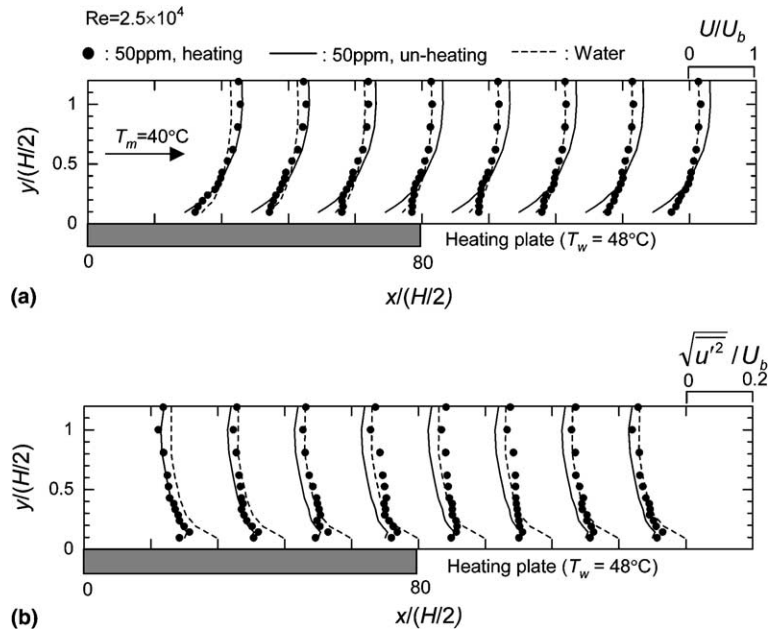 Re=2.5×10⁴
● : 50ppm, heating — : 50ppm, un-heating ----- : Water
U/U_b
0 1
T_m=40°C
y/(H/2)
1
0.5
0
Heating plate (T_w = 48°C)
0 80
x/(H/2)
(a)
√u'²/U_b
0 0.2
y/(H/2)
1
0.5
0
Heating plate (T_w = 48°C)
0 80
x/(H/2)
(b)